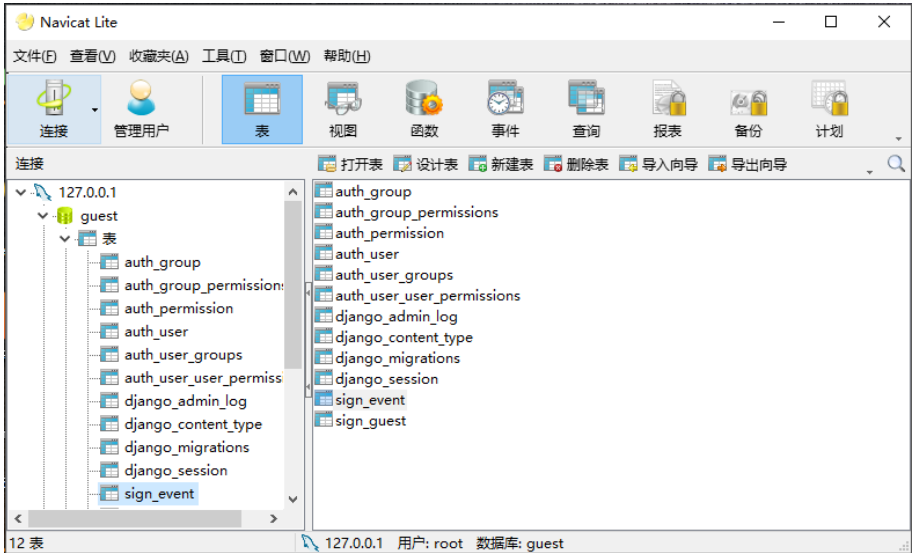 Navicat Lite
文件(F) 查看(V) 收藏夹(A) 工具(T) 窗口(W) 帮助(H)
连接 管理用户 表 视图 函数 事件 查询 报表 备份 计划
连接
打开表 设计表 新建表 删除表 导入向导 导出向导
127.0.0.1
guest
表
auth_group
auth_group_permissions
auth_permission
auth_user
auth_user_groups
auth_user_user_permiss
django_admin_log
django_content_type
django_migrations
django_session
sign_event
auth_group
auth_group_permissions
auth_permission
auth_user
auth_user_groups
auth_user_user_permissions
django_admin_log
django_content_type
django_migrations
django_session
sign_event
sign_guest
12 表
127.0.0.1 用户: root 数据库: guest